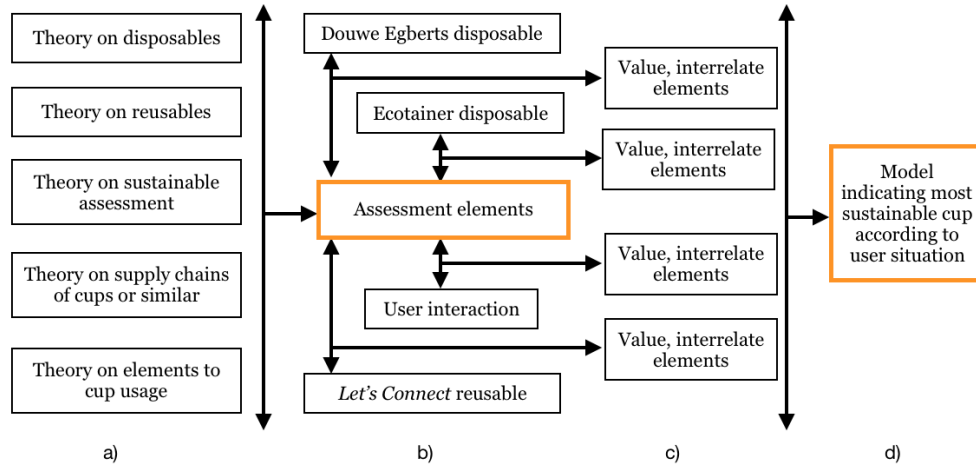 Theory on disposables
Theory on reusables
Theory on sustainable
assessment
Theory on supply chains
of cups or similar
Theory on elements to
cup usage
a)
Douwe Egberts disposable
Ecotainer disposable
Assessment elements
User interaction
Let's Connect reusable
b)
Value, interrelate
elements
Value, interrelate
elements
Value, interrelate
elements
Value, interrelate
elements
c)
Model
indicating most
sustainable cup
according to
user situation
d)